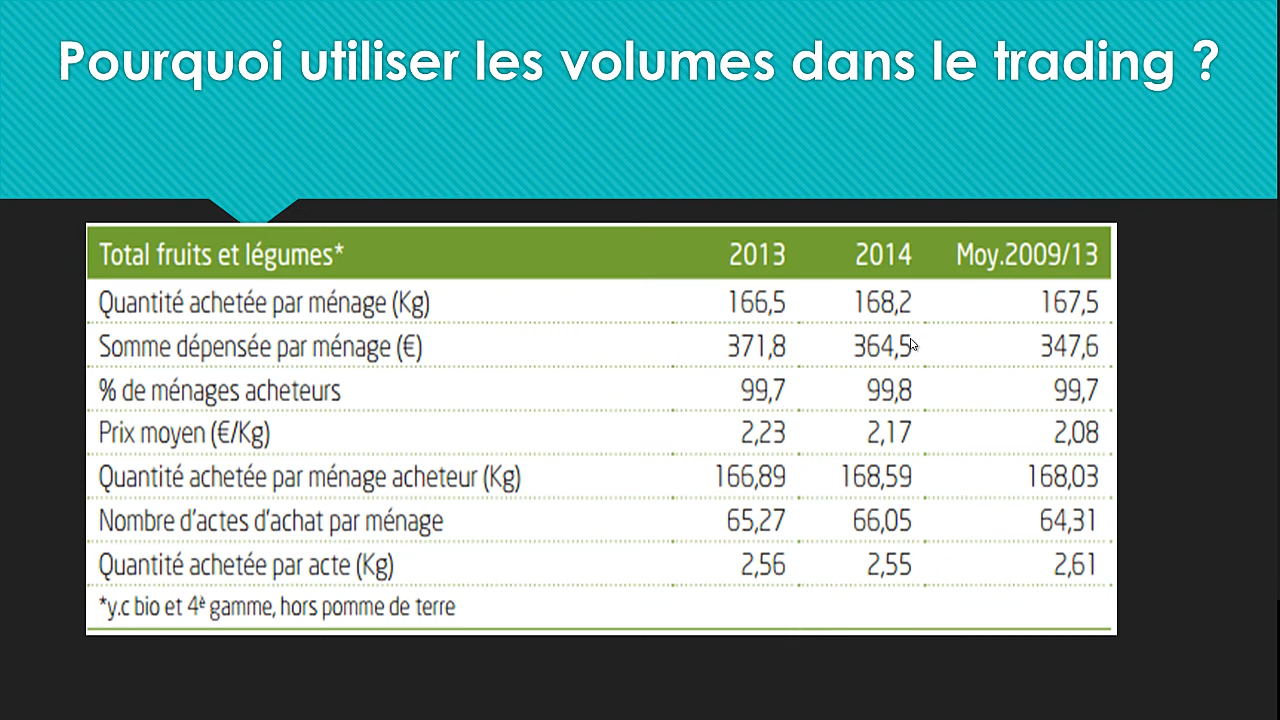 Pourquoi utiliser les volumes dans le trading ?
Total fruits et légumes* 2013 2014 Moy.2009/13
Quantité achetée par ménage (Kg) 166,5 168,2 167,5
Somme dépensée par ménage (€) 371,8 364,5 347,6
% de ménages acheteurs 99,7 99,8 99,7
Prix moyen (€/Kg) 2,23 2,17 2,08
Quantité achetée par ménage acheteur (Kg) 166,89 168,59 168,03
Nombre d'actes d'achat par ménage 65,27 66,05 64,31
Quantité achetée par acte (Kg) 2,56 2,55 2,61
*y.c bio et 4è gamme, hors pomme de terre